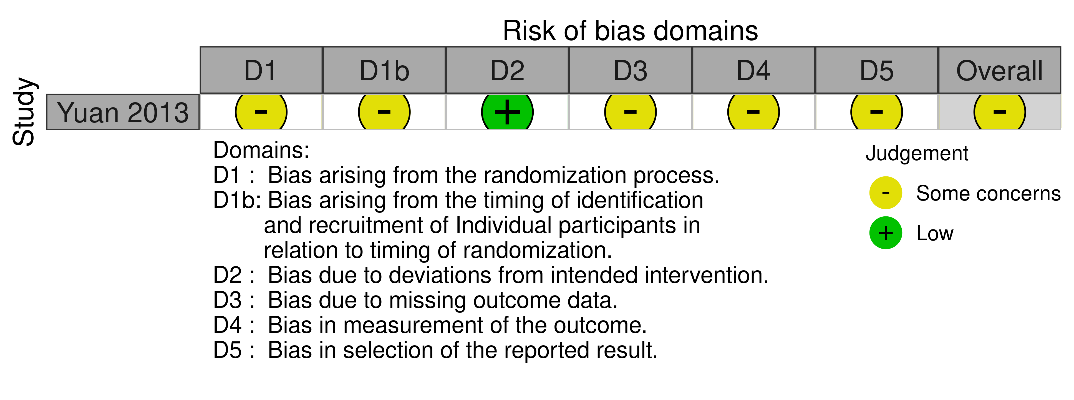 Risk of bias domains
Study
D1 D1b D2 D3 D4 D5 Overall
Yuan 2013 - - + - - - -
Domains:
D1 : Bias arising from the randomization process.
D1b: Bias arising from the timing of identification
and recruitment of Individual participants in
relation to timing of randomization.
D2 : Bias due to deviations from intended intervention.
D3 : Bias due to missing outcome data.
D4 : Bias in measurement of the outcome.
D5 : Bias in selection of the reported result.
Judgement
- Some concerns
+ Low